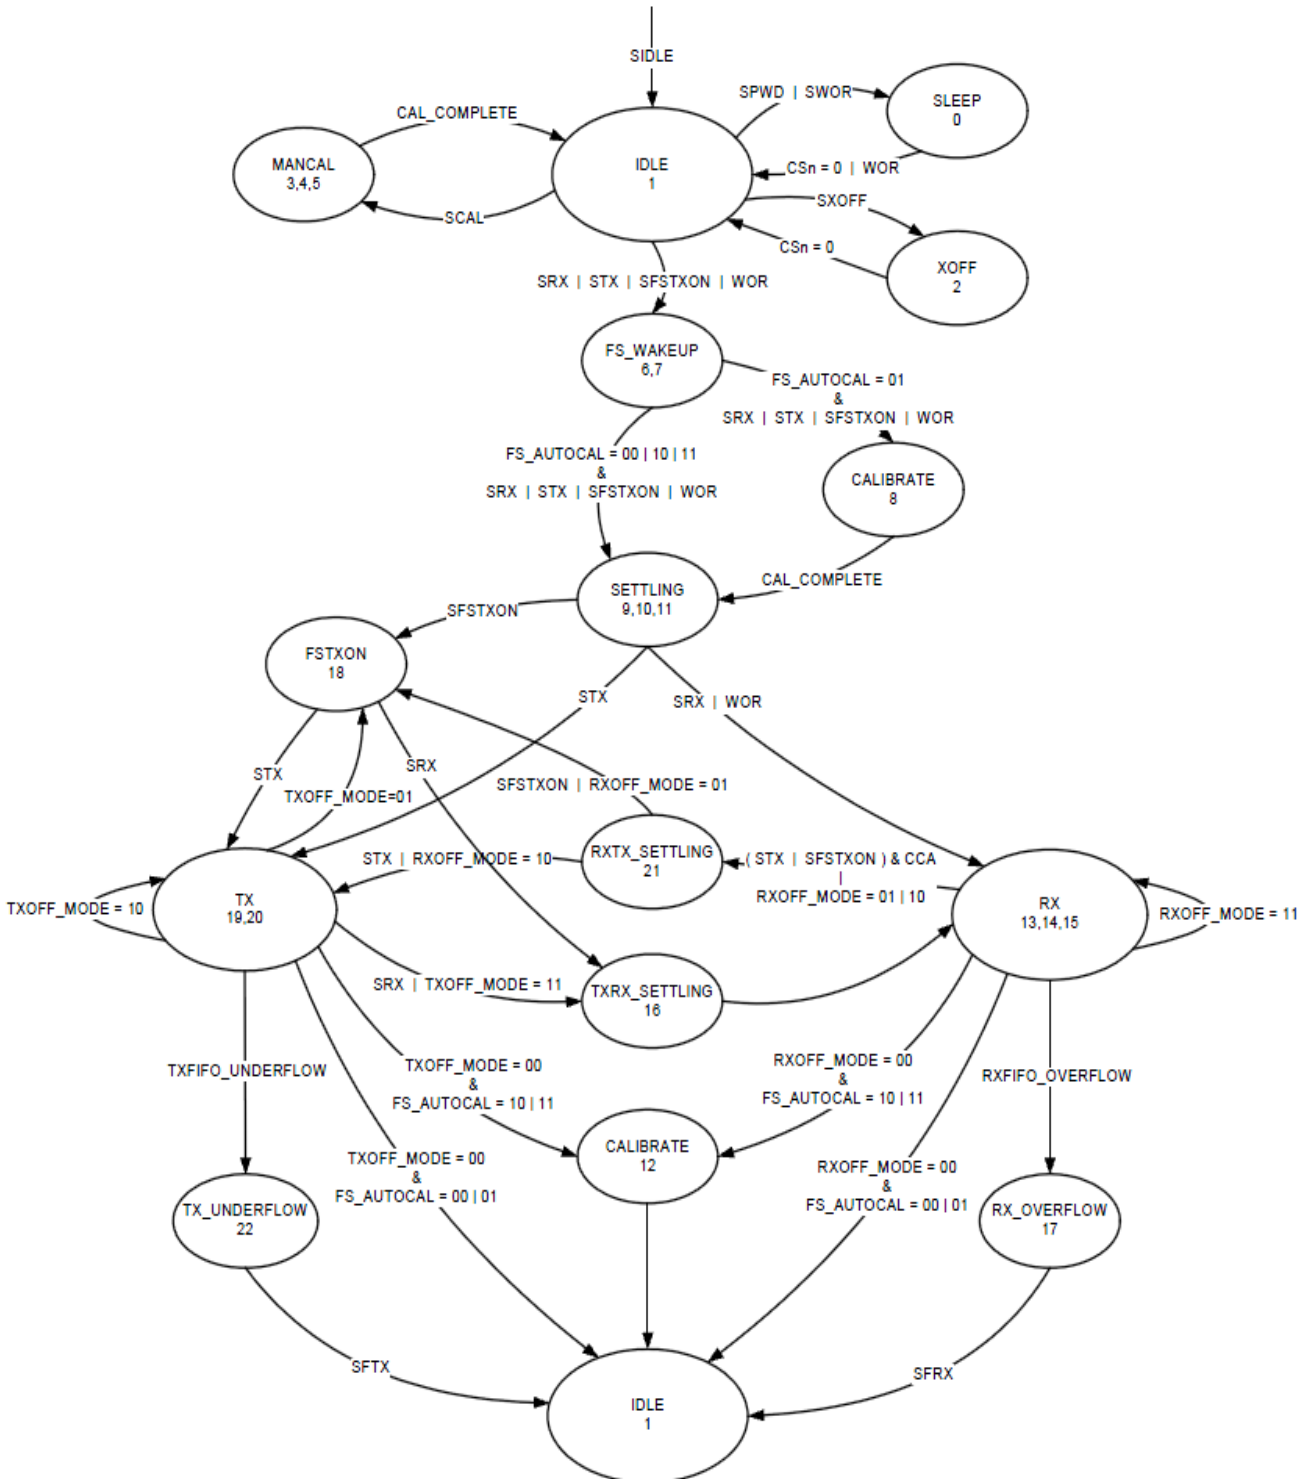 SIDLE
SPWD | SWOR
SLEEP
0
CAL_COMPLETE
MANCAL
3,4,5
IDLE
1
CSn = 0 | WOR
SXOFF
SCAL
CSn = 0
XOFF
2
SRX | STX | SFSTXON | WOR
FS_WAKEUP
6,7
FS_AUTOCAL = 01
&
SRX | STX | SFSTXON | WOR
FS_AUTOCAL = 00 | 10 | 11
&
SRX | STX | SFSTXON | WOR
CALIBRATE
8
CAL_COMPLETE
SETTLING
9,10,11
SFSTXON
FSTXON
18
STX
SRX | WOR
STX
SRX
TXOFF_MODE=01
SFSTXON | RXOFF_MODE = 01
STX | RXOFF_MODE = 10
RXTX_SETTLING
21
( STX | SFSTXON ) & CCA
|
RXOFF_MODE = 01 | 10
TXOFF_MODE = 10
TX
19,20
RX
13,14,15
RXOFF_MODE = 11
SRX | TXOFF_MODE = 11
TXRX_SETTLING
16
TXFIFO_UNDERFLOW
TXOFF_MODE = 00
&
FS_AUTOCAL = 10 | 11
RXOFF_MODE = 00
&
FS_AUTOCAL = 10 | 11
RXFIFO_OVERFLOW
CALIBRATE
12
TXOFF_MODE = 00
&
FS_AUTOCAL = 00 | 01
RXOFF_MODE = 00
&
FS_AUTOCAL = 00 | 01
TX_UNDERFLOW
22
RX_OVERFLOW
17
SFTX
SFRX
IDLE
1